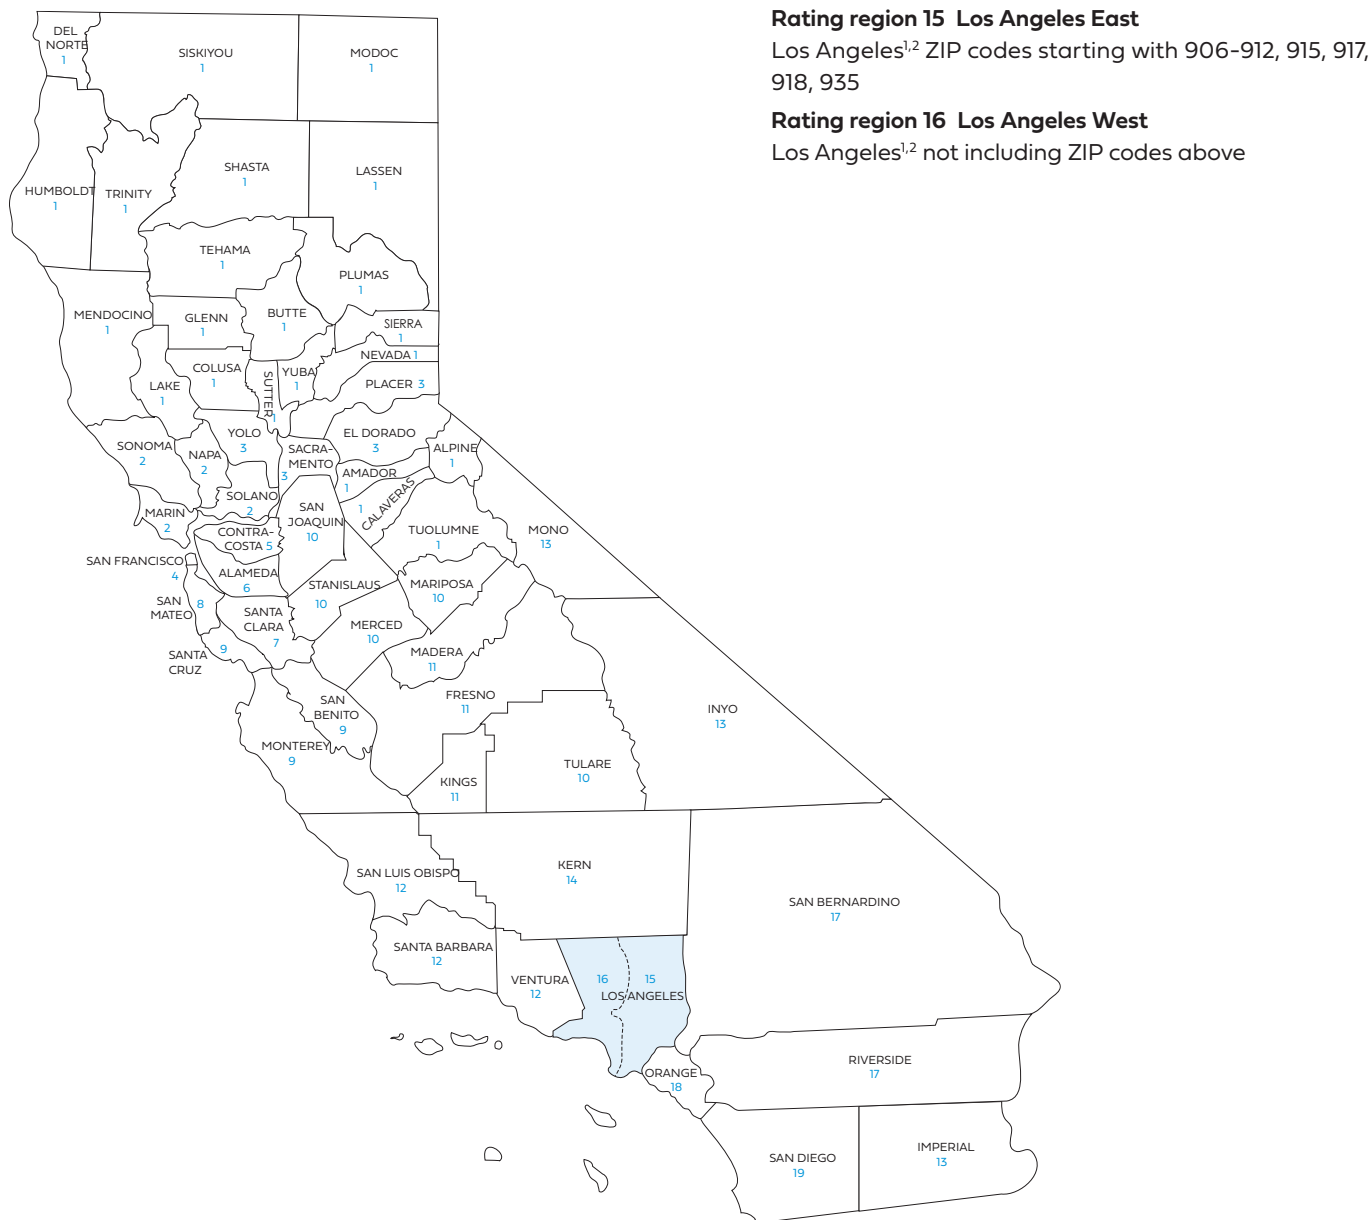 Rating region 15 Los Angeles East
Los Angeles1,2 ZIP codes starting with 906-912, 915, 917,
918, 935
Rating region 16 Los Angeles West
Los Angeles1,2 not including ZIP codes above
DEL
NORTE
1
SISKIYOU
1
MODOC
1
HUMBOLDT
1
TRINITY
1
SHASTA
1
LASSEN
1
TEHAMA
1
PLUMAS
1
MENDOCINO
1
GLENN
1
BUTTE
1
SIERRA
1
NEVADA 1
COLUSA
1
SUTTER
1
YUBA
1
PLACER 3
LAKE
1
SONOMA
2
NAPA
2
YOLO
3
SACRA-
MENTO
3
EL DORADO
3
ALPINE
1
AMADOR
1
CALAVERAS
1
SOLANO
2
MARIN
2
SAN
JOAQUIN
10
CONTRA-
COSTA 5
TUOLUMNE
1
MONO
13
SAN FRANCISCO
4
ALAMEDA
6
STANISLAUS
10
MARIPOSA
10
SAN
MATEO
8
SANTA
CLARA
7
MERCED
10
SANTA
CRUZ
9
MADERA
11
SAN
BENITO
9
FRESNO
11
INYO
13
MONTEREY
9
KINGS
11
TULARE
10
SAN LUIS OBISPO
12
KERN
14
SAN BERNARDINO
17
SANTA BARBARA
12
VENTURA
12
16
15
LOS ANGELES
ORANGE
18
RIVERSIDE
17
SAN DIEGO
19
IMPERIAL
13